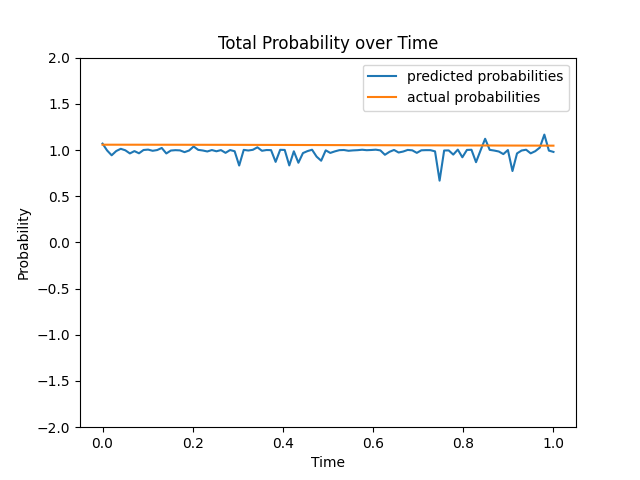 Total Probability over Time
predicted probabilities
actual probabilities
2.0
1.5
1.0
0.5
0.0
−0.5
−1.0
−1.5
−2.0
Probability
0.0 0.2 0.4 0.6 0.8 1.0
Time